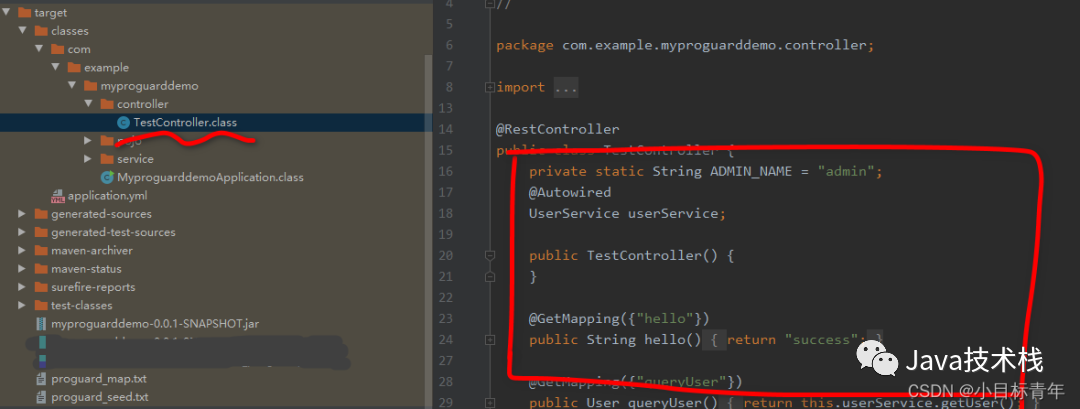 target
classes
com
example
myproguarddemo
controller
TestController.class
service
MyproguarddemoApplication.class
application.yml
generated-sources
generated-test-sources
maven-archiver
maven-status
surefire-reports
test-classes
myproguarddemo-0.0.1-SNAPSHOT.jar
proguard_map.txt
proguard_seed.txt
4 //
5
6 package com.example.myproguarddemo.controller;
7
8 import ...
13
14 @RestController
15 public class TestController {
16 private static String ADMIN_NAME = "admin";
17 @Autowired
18 UserService userService;
19
20 public TestController() {
21 }
22
23 @GetMapping({"hello"})
24 public String hello() { return "success"; }
27
28 @GetMapping({"queryUser"})
29 public User queryUser() { return this.userService.getUser(); }
Java技术栈
CSDN @小目标青年